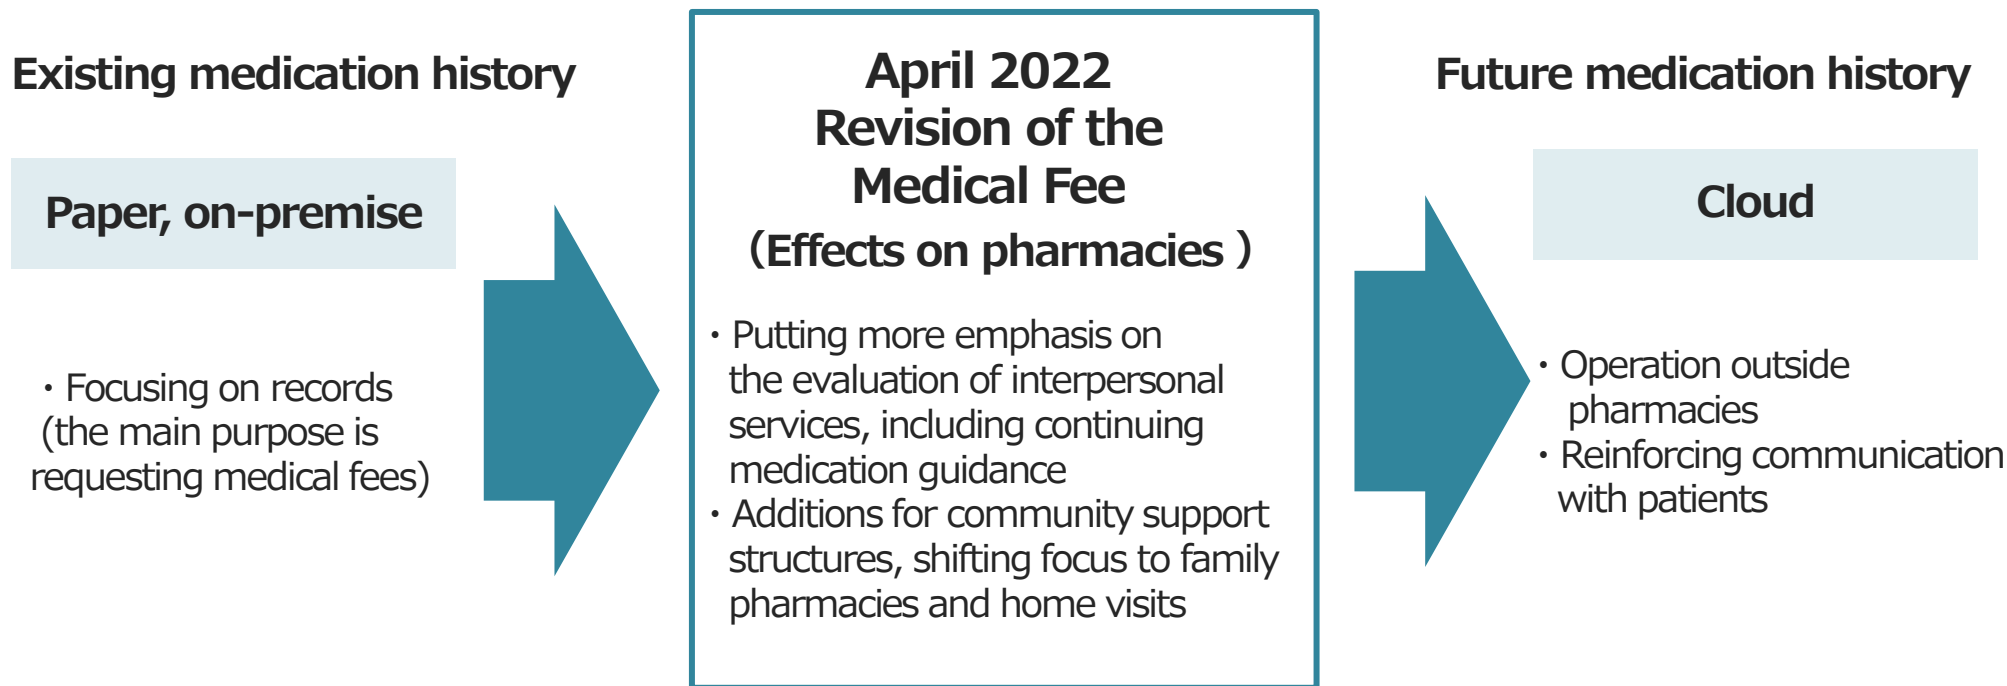 Existing medication history
Paper, on-premise
・Focusing on records
(the main purpose is
requesting medical fees)
April 2022
Revision of the
Medical Fee
(Effects on pharmacies )
・Putting more emphasis on
the evaluation of interpersonal
services, including continuing
medication guidance
・Additions for community support
structures, shifting focus to family
pharmacies and home visits
Future medication history
Cloud
・Operation outside
pharmacies
・Reinforcing communication
with patients